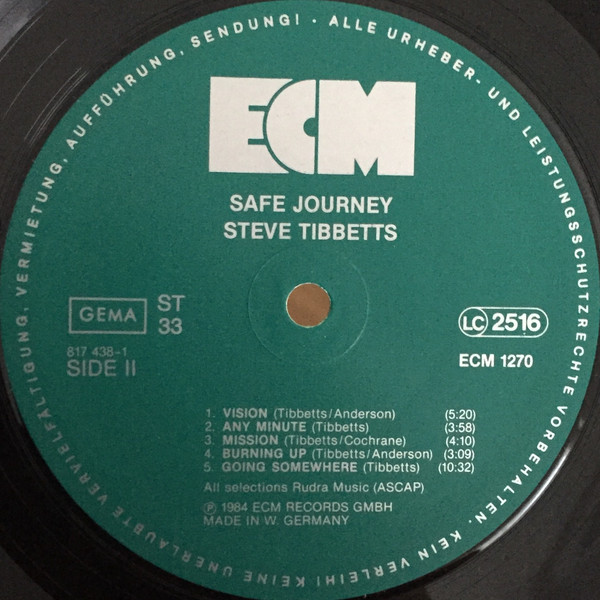 ALLE URHEBER- UND LEISTUNGSSCHUTZRECHTE VORBEHALTEN. KEIN VERLEIH! KEINE UNERLAUBTE VERVIELFÄLTIGUNG, VERMIETUNG, AUFFÜHRUNG, SENDUNG! ·
ECM
SAFE JOURNEY
STEVE TIBBETTS
GEMA
ST
33
LC 2516
817 438-1
SIDE II
ECM 1270
1. VISION (Tibbetts/Anderson) (5:20)
2. ANY MINUTE (Tibbetts) (3:58)
3. MISSION (Tibbetts/Cochrane) (4:10)
4. BURNING UP (Tibbetts/Anderson) (3:09)
5. GOING SOMEWHERE (Tibbetts) (10:32)
All selections Rudra Music (ASCAP)
℗ 1984 ECM RECORDS GMBH
MADE IN W. GERMANY